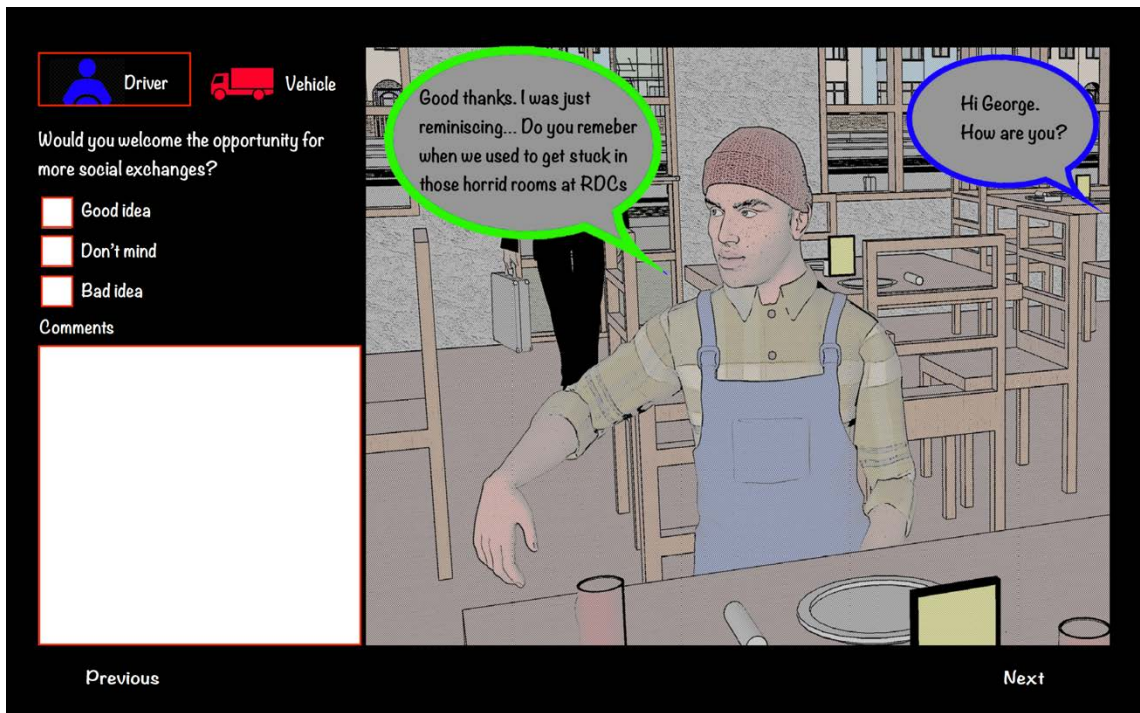 Driver
Vehicle
Would you welcome the opportunity for
more social exchanges?
Good idea
Don't mind
Bad idea
Comments
Good thanks. I was just
reminiscing... Do you remeber
when we used to get stuck in
those horrid rooms at RDCs
Hi George.
How are you?
Previous
Next